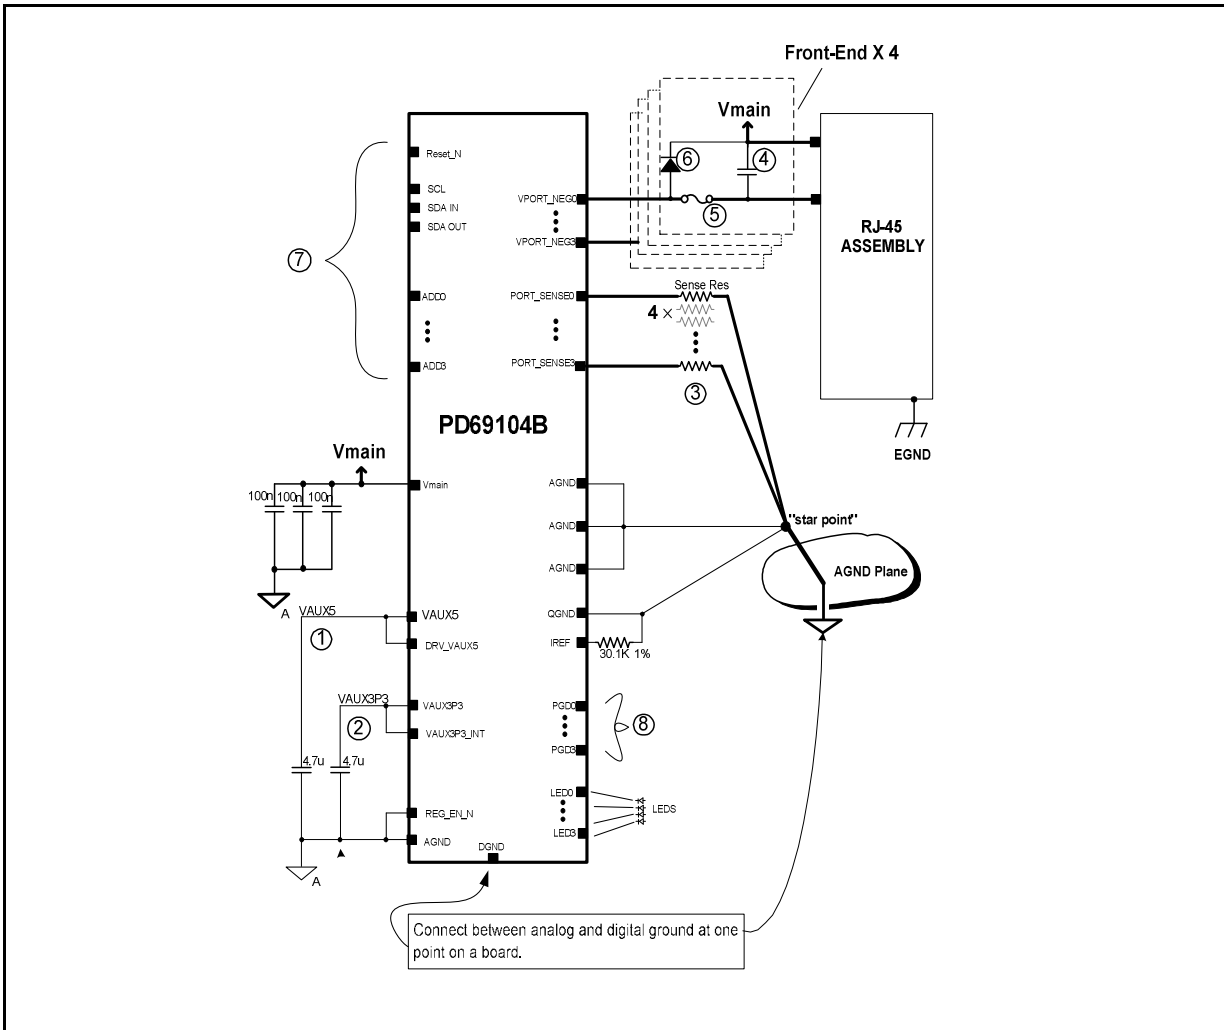 Front-End X 4
Vmain
6
4
5
RJ-45
ASSEMBLY
EGND
Reset_N
SCL
SDA IN
SDA OUT
7
ADD0
ADD3
VPORT_NEG0
VPORT_NEG3
PORT_SENSE0
PORT_SENSE3
Sense Res
4 ×
3
PD69104B
Vmain
Vmain
100n
100n
100n
A
AGND
AGND
AGND
"star point"
AGND Plane
QGND
IREF
30.1K 1%
VAUX5
1
VAUX5
DRV_VAUX5
VAUX3P3
2
VAUX3P3
VAUX3P3_INT
4.7u
4.7u
REG_EN_N
AGND
A
DGND
PGD0
PGD3
8
LED0
LED3
LEDS
Connect between analog and digital ground at one
point on a board.